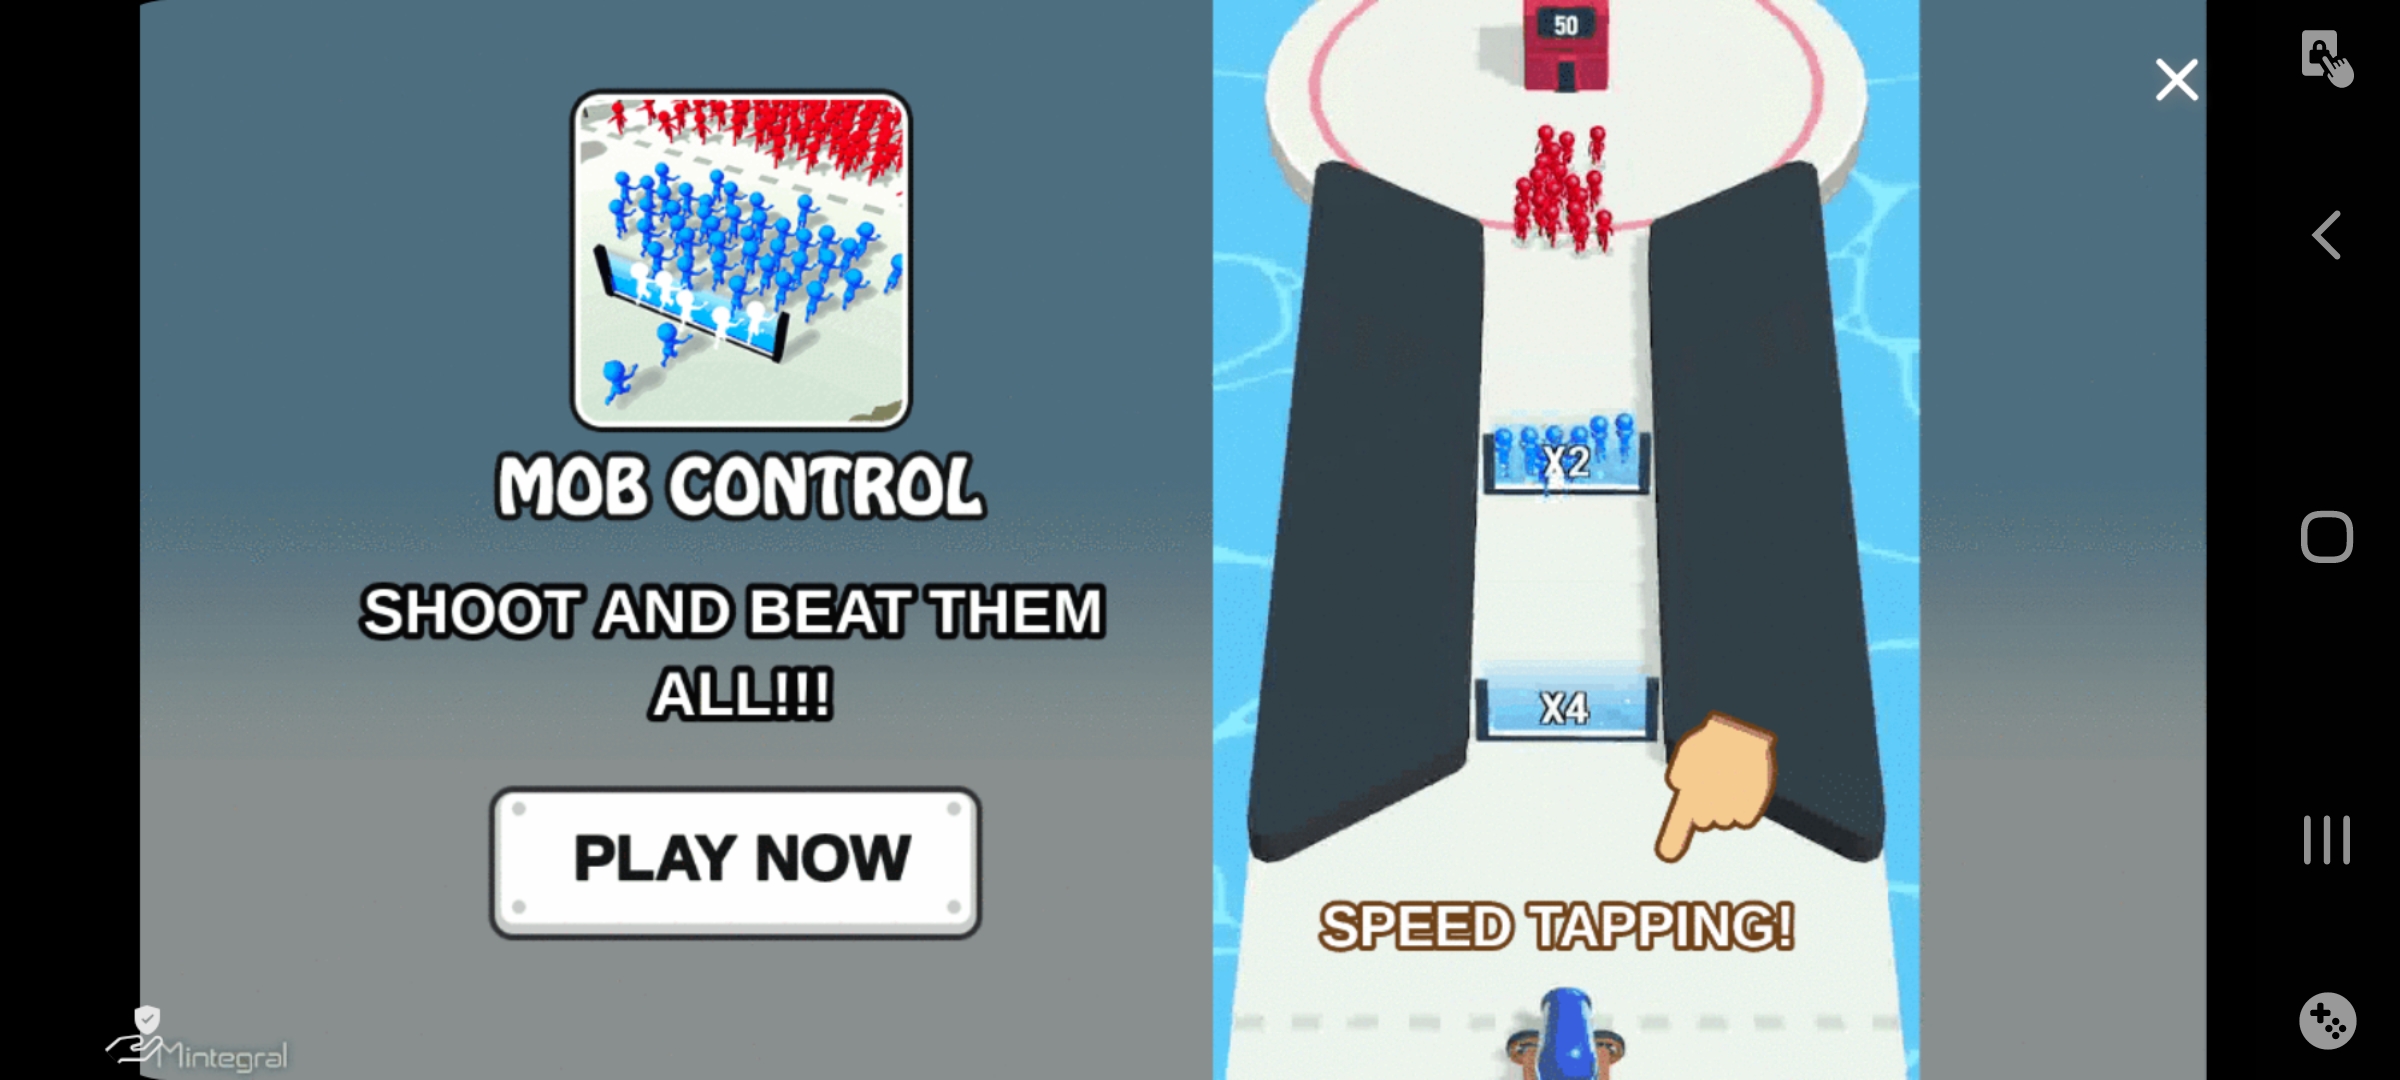 MOB CONTROL
SHOOT AND BEAT THEM
ALL!!!
PLAY NOW
Mintegral
50
X2
X4
SPEED TAPPING!